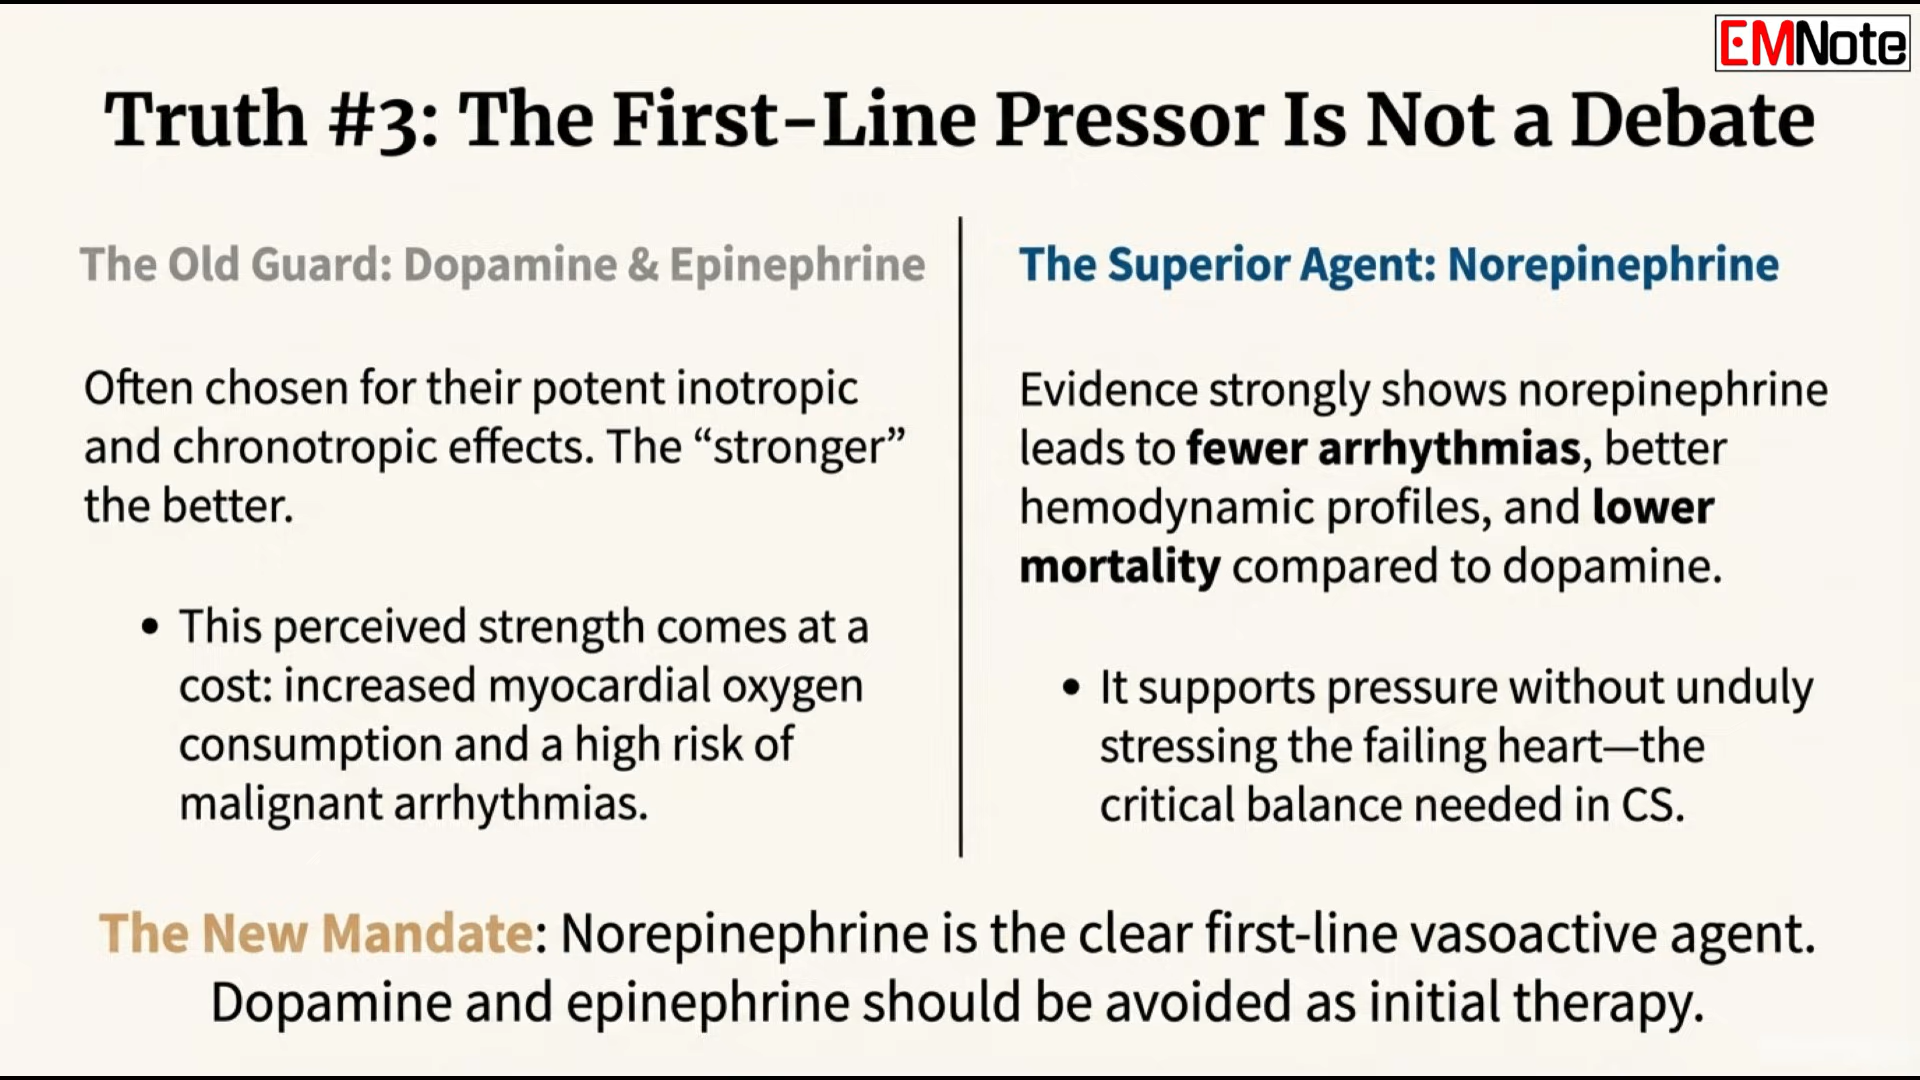 EMNote
Truth #3: The First-Line Pressor Is Not a Debate
The Old Guard: Dopamine & Epinephrine
Often chosen for their potent inotropic
and chronotropic effects. The “stronger”
the better.
• This perceived strength comes at a
cost: increased myocardial oxygen
consumption and a high risk of
malignant arrhythmias.
The Superior Agent: Norepinephrine
Evidence strongly shows norepinephrine
leads to fewer arrhythmias, better
hemodynamic profiles, and lower
mortality compared to dopamine.
• It supports pressure without unduly
stressing the failing heart—the
critical balance needed in CS.
The New Mandate: Norepinephrine is the clear first-line vasoactive agent.
Dopamine and epinephrine should be avoided as initial therapy.